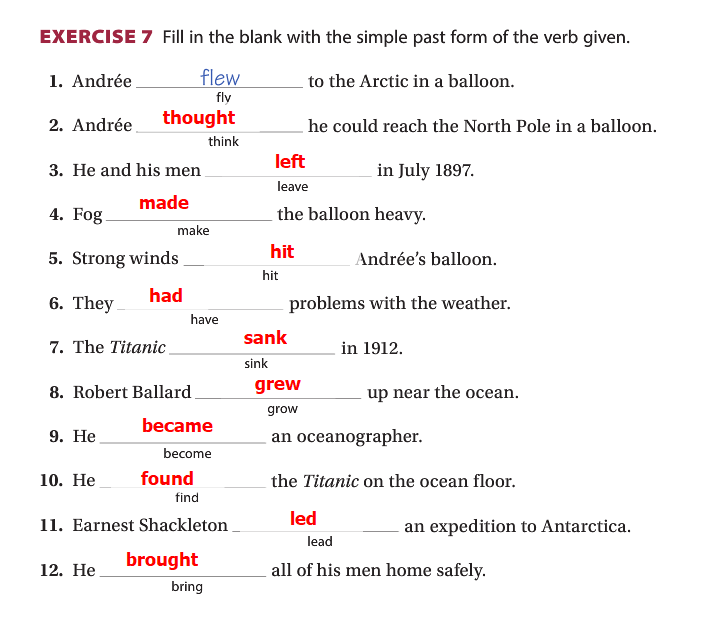 EXERCISE 7 Fill in the blank with the simple past form of the verb given.
1. Andrée flew to the Arctic in a balloon.
fly
2. Andrée thought he could reach the North Pole in a balloon.
think
3. He and his men left in July 1897.
leave
4. Fog made the balloon heavy.
make
5. Strong winds hit Andrée's balloon.
hit
6. They had problems with the weather.
have
7. The Titanic sank in 1912.
sink
8. Robert Ballard grew up near the ocean.
grow
9. He became an oceanographer.
become
10. He found the Titanic on the ocean floor.
find
11. Earnest Shackleton led an expedition to Antarctica.
lead
12. He brought all of his men home safely.
bring